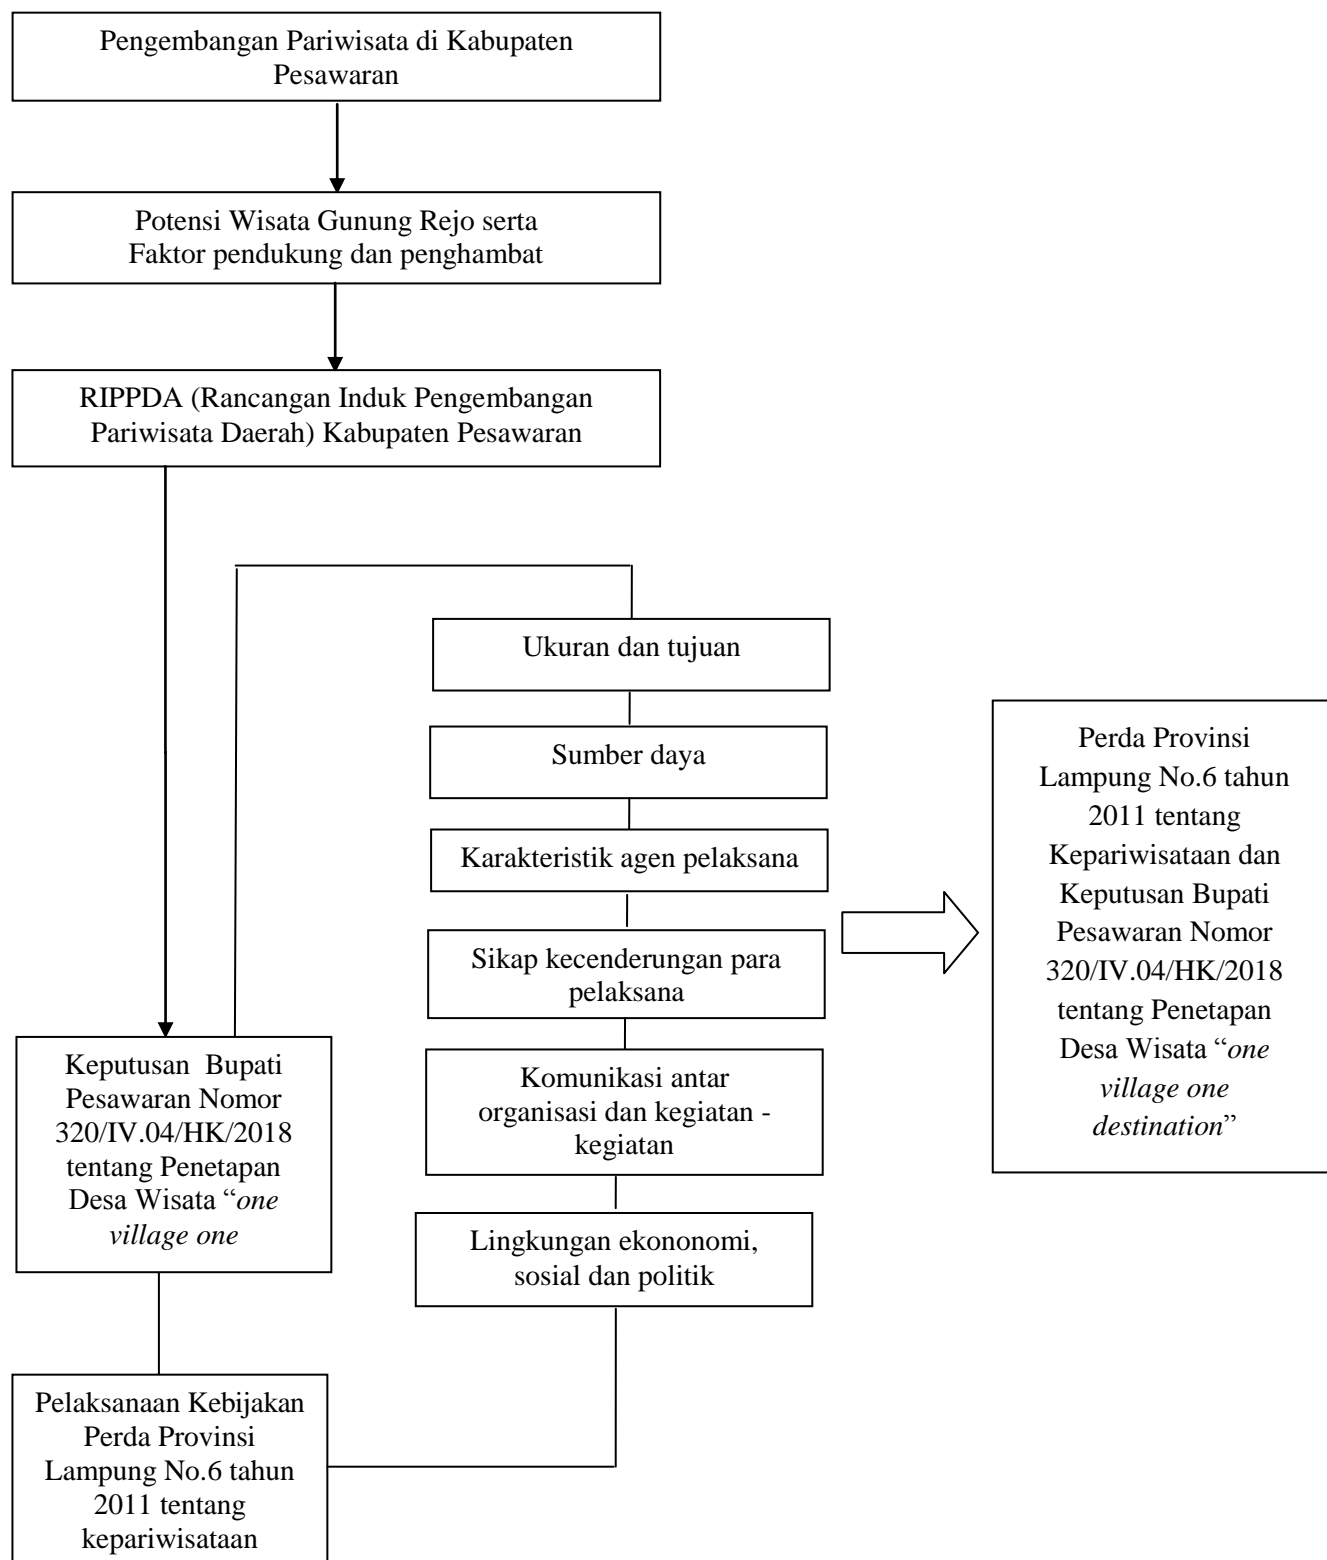 Pengembangan Pariwisata di Kabupaten
Pesawaran
Potensi Wisata Gunung Rejo serta
Faktor pendukung dan penghambat
RIPPDA (Rancangan Induk Pengembangan
Pariwisata Daerah) Kabupaten Pesawaran
Ukuran dan tujuan
Sumber daya
Karakteristik agen pelaksana
Sikap kecenderungan para
pelaksana
Komunikasi antar
organisasi dan kegiatan -
kegiatan
Lingkungan ekononomi,
sosial dan politik
Perda Provinsi
Lampung No.6 tahun
2011 tentang
Kepariwisataan dan
Keputusan Bupati
Pesawaran Nomor
320/IV.04/HK/2018
tentang Penetapan
Desa Wisata “one
village one
destination”
Keputusan Bupati
Pesawaran Nomor
320/IV.04/HK/2018
tentang Penetapan
Desa Wisata “one
village one
Pelaksanaan Kebijakan
Perda Provinsi
Lampung No.6 tahun
2011 tentang
kepariwisataan